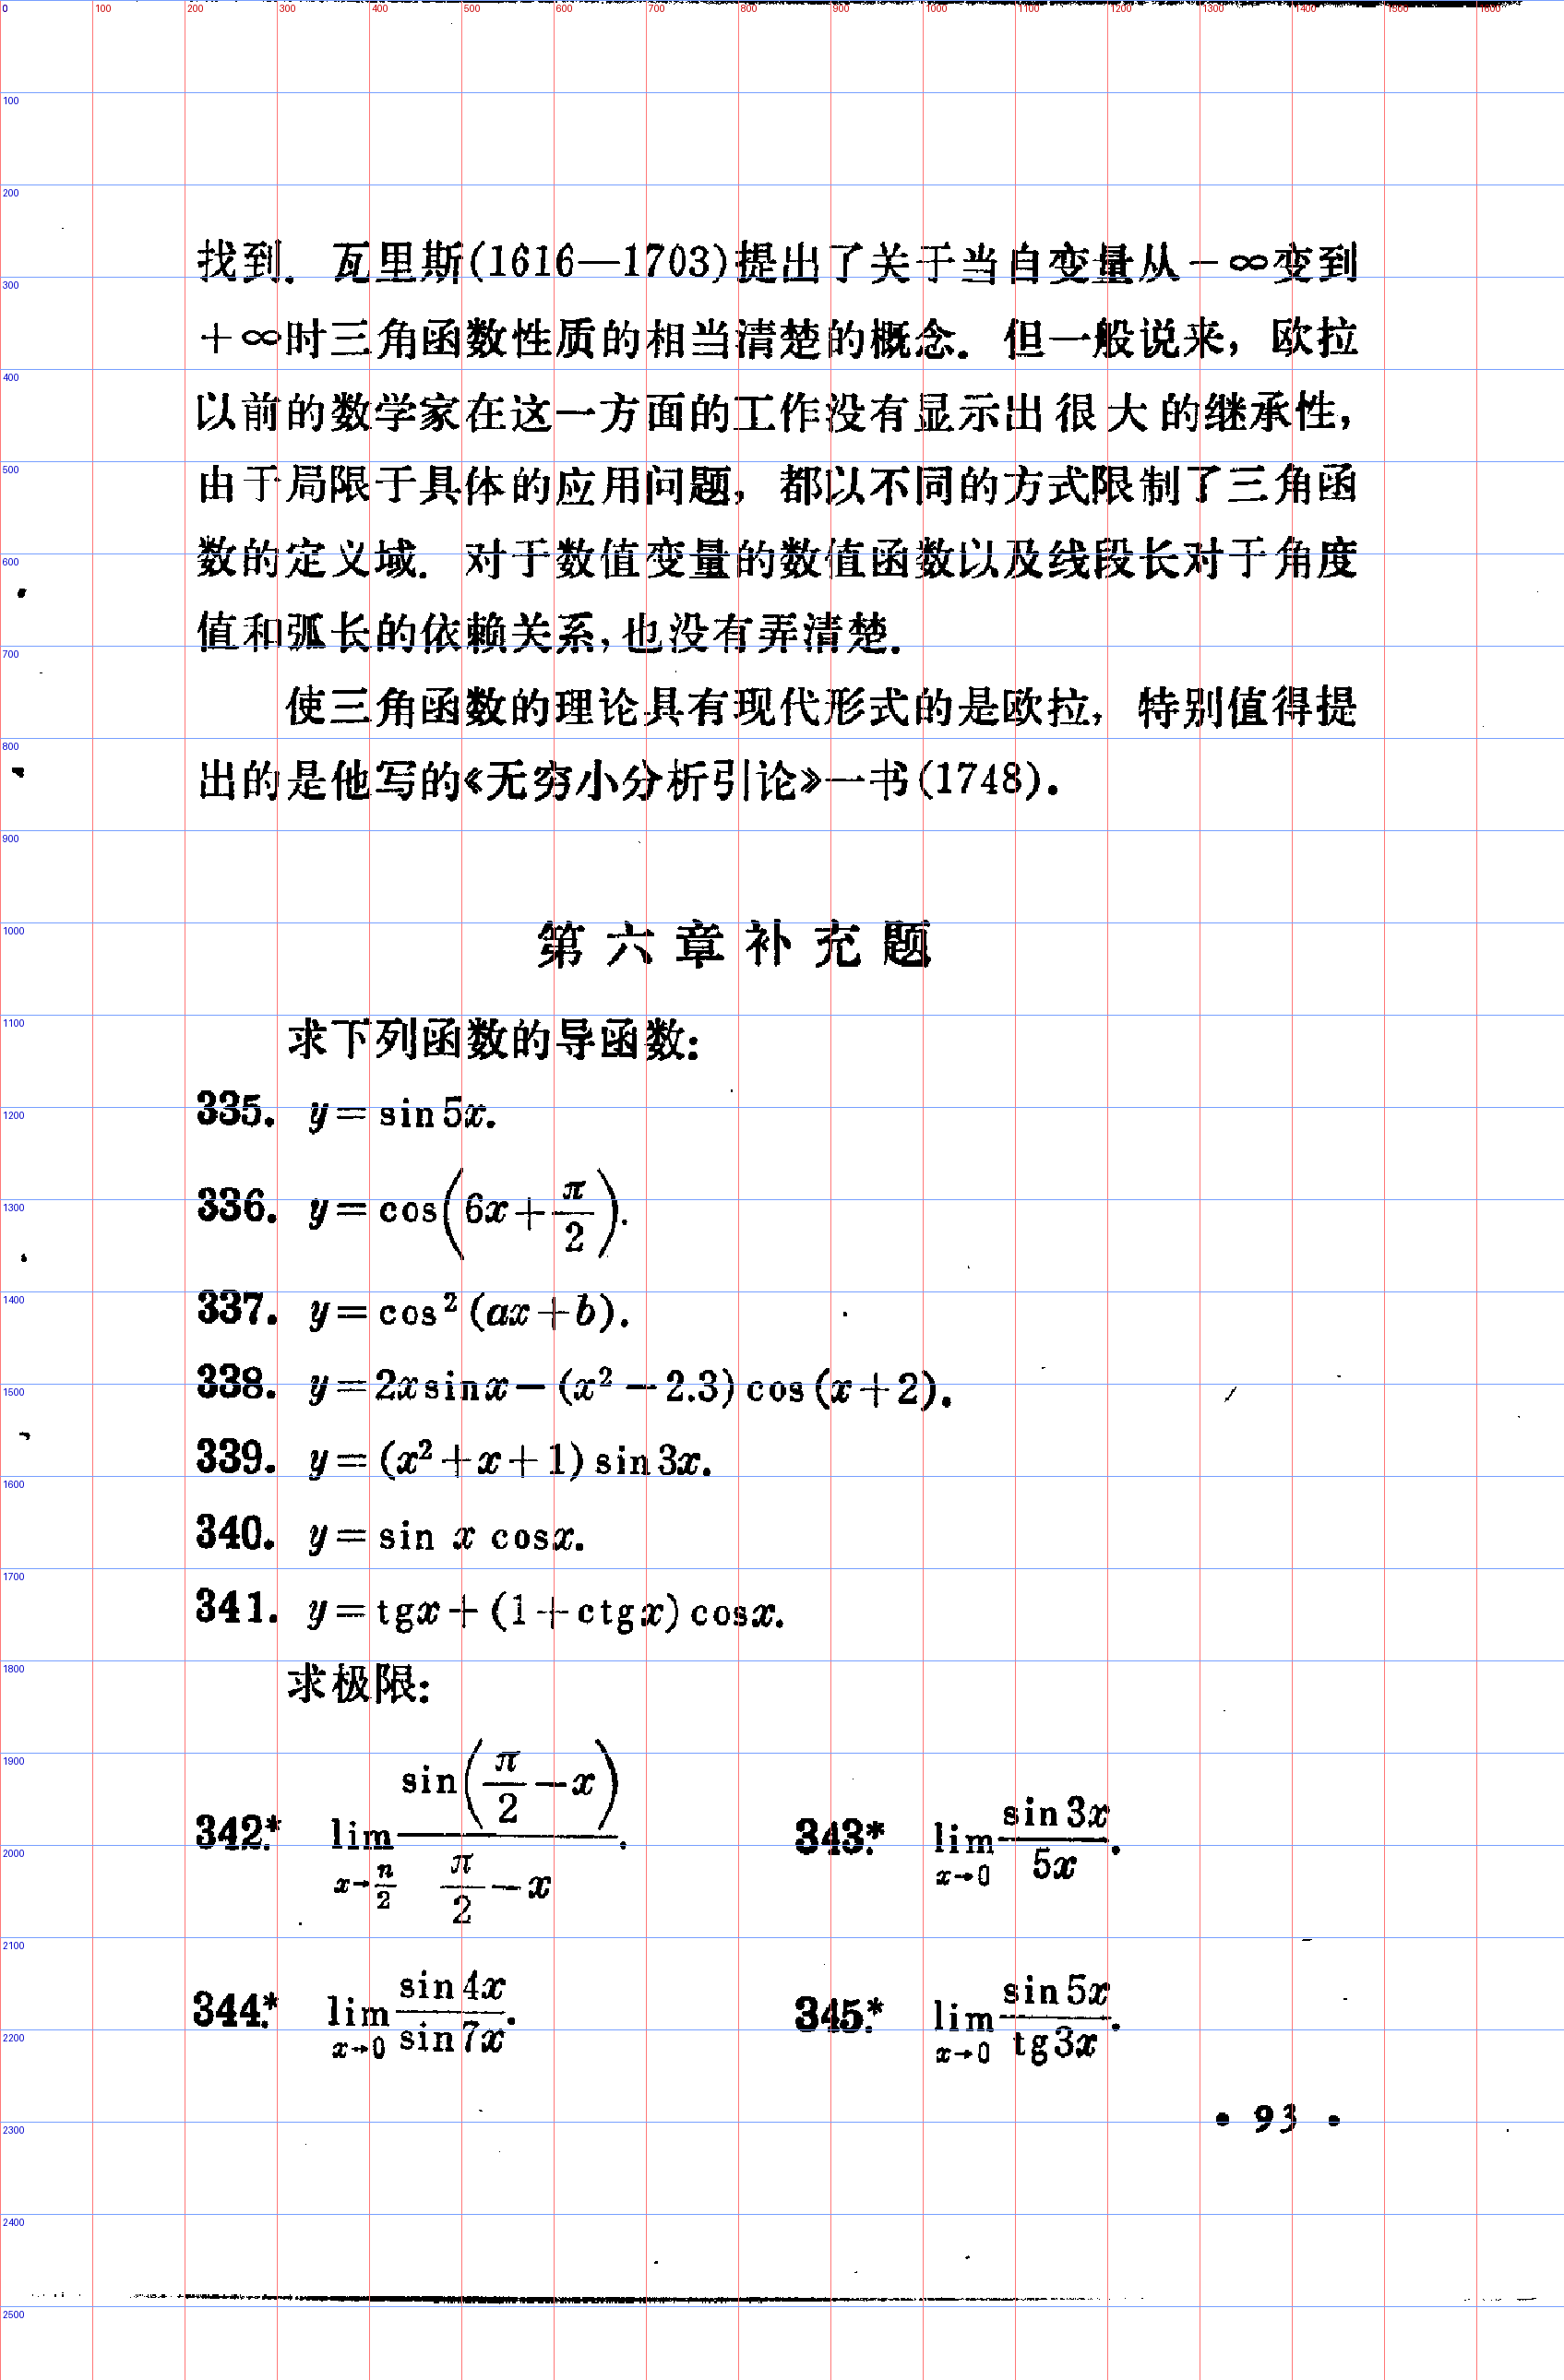 找到. 瓦里斯(1616—1703)提出了关于当自变量从-∞变到
+∞时三角函数性质的相当清楚的概念. 但一般说来, 欧拉
以前的数学家在这一方面的工作没有显示出很大的继承性,
由于局限于具体的应用问题, 都以不同的方式限制了三角函
数的定义域. 对于数值变量的数值函数以及线段长对于角度
值和弧长的依赖关系, 也没有弄清楚.
使三角函数的理论具有现代形式的是欧拉, 特别值得提
出的是他写的《无穷小分析引论》一书(1748).
第六章补充题
求下列函数的导函数:
335. y = sin 5x.
336. y = cos(6x + π/2).
337. y = cos² (ax + b).
338. y = 2x sin x − (x² − 2.3) cos (x + 2).
339. y = (x² + x + 1) sin 3x.
340. y = sin x cos x.
341. y = tg x + (1 + ctg x) cos x.
求极限:
342.* lim x→n/2 sin(π/2 − x) / (π/2 − x). 343.* lim x→0 sin 3x / 5x.
344.* lim x→0 sin 4x / sin 7x. 345.* lim x→0 sin 5x / tg 3x.
• 93 •